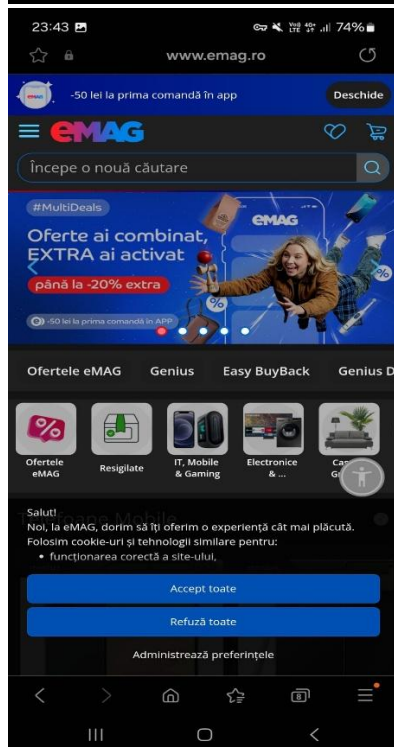 23:43
Vo)) LTE 4G+ 74%
www.emag.ro
-50 lei la prima comandă în app
Deschide
eMAG
Începe o nouă căutare
#MultiDeals
eMAG
Oferte ai combinat,
EXTRA ai activat
până la -20% extra
-50 lei la prima comandă în APP
Ofertele eMAG Genius Easy BuyBack Genius D
Ofertele
eMAG
Resigilate
IT, Mobile
& Gaming
Electronice
& ...
Salut!
Noi, la eMAG, dorim să îți oferim o experiență cât mai plăcută.
Folosim cookie-uri și tehnologii similare pentru:
• funcționarea corectă a site-ului,
Accept toate
Refuză toate
Administrează preferințele
8